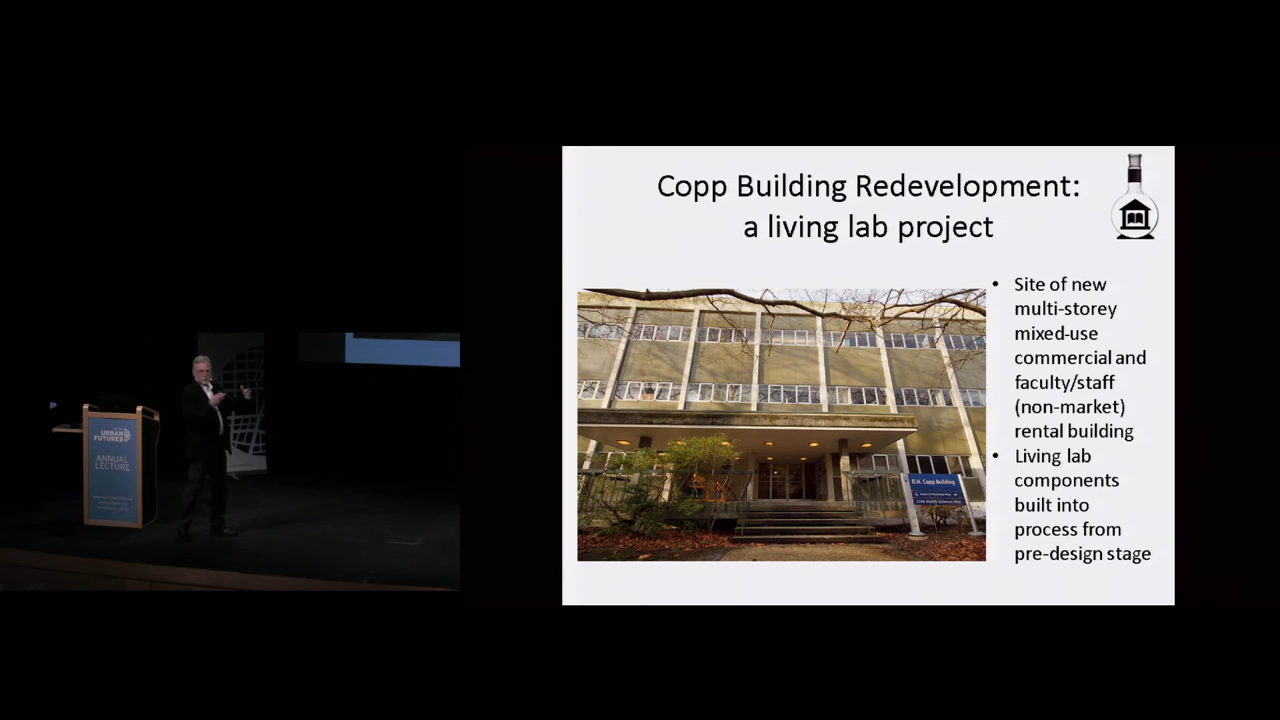 URBAN
FUTURES
ANNUAL
LECTURE
Copp Building Redevelopment:
a living lab project
• Site of new
multi-storey
mixed-use
commercial and
faculty/staff
(non-market)
rental building
• Living lab
components
built into
process from
pre-design stage
D.H. Copp Building